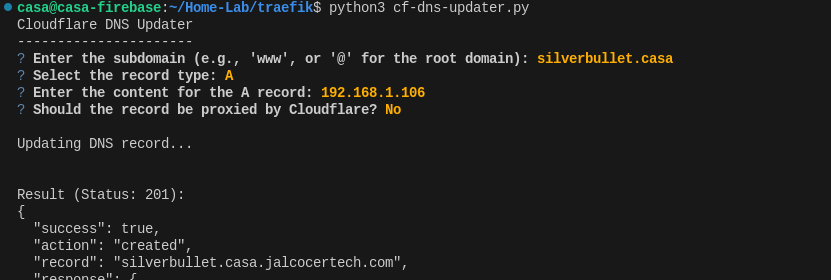 casa@casa-firebase:~/Home-Lab/traefik$ python3 cf-dns-updater.py
Cloudflare DNS Updater
----------------------
? Enter the subdomain (e.g., 'www', or '@' for the root domain): silverbullet.casa
? Select the record type: A
? Enter the content for the A record: 192.168.1.106
? Should the record be proxied by Cloudflare? No
Updating DNS record...
Result (Status: 201):
{
  "success": true,
  "action": "created",
  "record": "silverbullet.casa.jalcocertech.com",
  "response": {